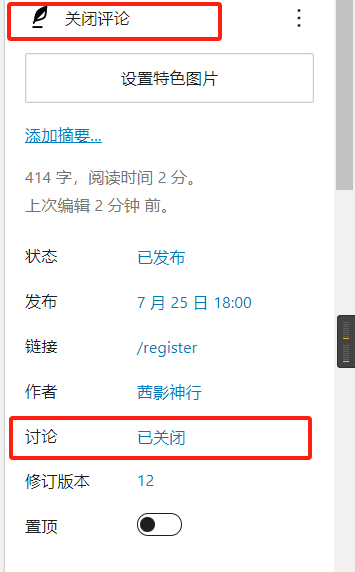 关闭评论
设置特色图片
添加摘要...
414 字，阅读时间 2 分。
上次编辑 2 分钟 前。
状态 已发布
发布 7 月 25 日 18:00
链接 /register
作者 茜影神行
讨论 已关闭
修订版本 12
置顶